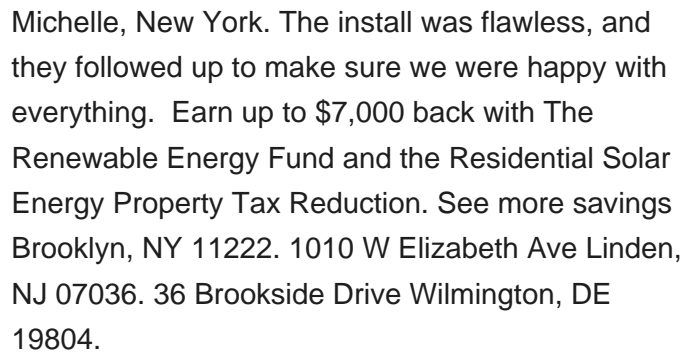 Michelle, New York. The install was flawless, and
they followed up to make sure we were happy with
everything.  Earn up to $7,000 back with The
Renewable Energy Fund and the Residential Solar
Energy Property Tax Reduction. See more savings
Brooklyn, NY 11222. 1010 W Elizabeth Ave Linden,
NJ 07036. 36 Brookside Drive Wilmington, DE
19804.